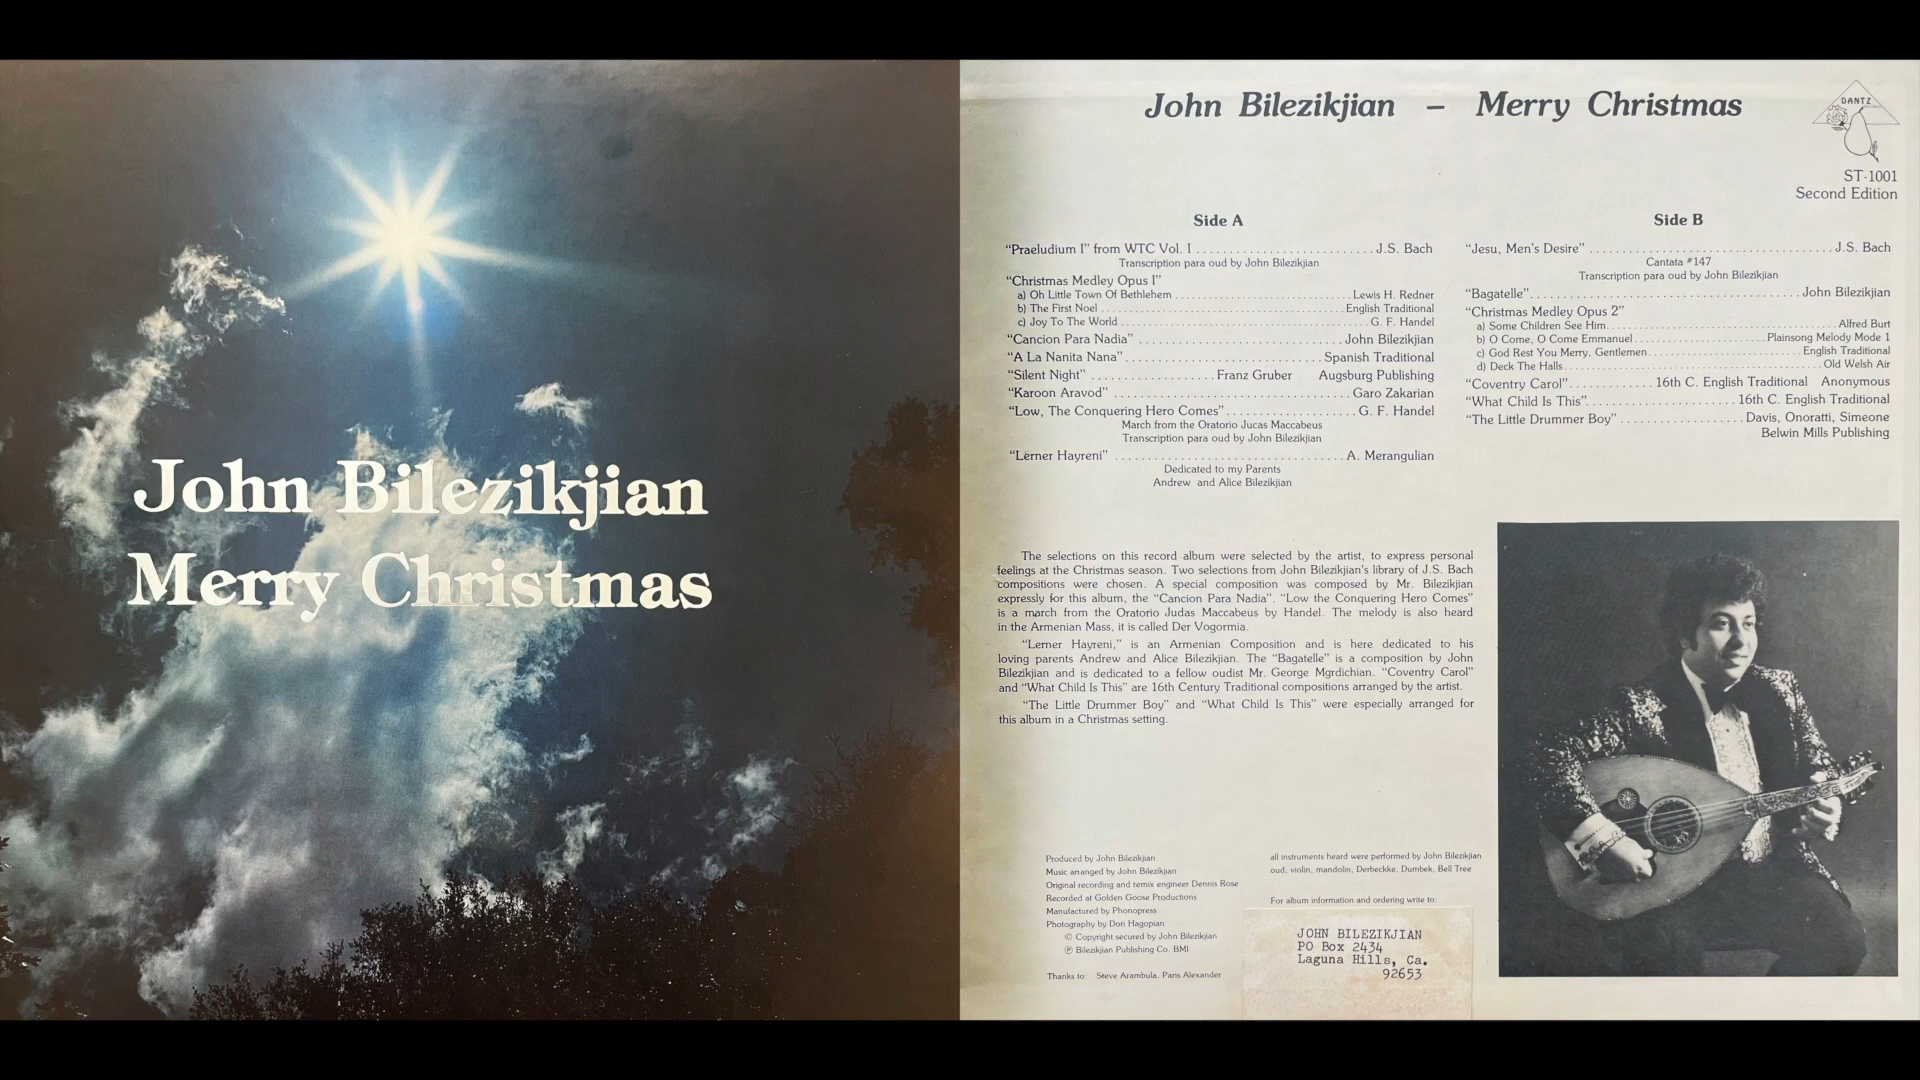 John Bilezikjian
Merry Christmas
John Bilezikjian – Merry Christmas
DANTZ
ST-1001
Second Edition
Side A
"Praeludium I" from WTC Vol. I . . . . . . . . . . . . . . . . . . . . . . . . . . . J.S. Bach
Transcription para oud by John Bilezikjian
"Christmas Medley Opus I"
a) Oh Little Town Of Bethlehem . . . . . . . . . . . . . . . . . . . . . . . . . . . Lewis H. Redner
b) The First Noel . . . . . . . . . . . . . . . . . . . . . . . . . . . English Traditional
c) Joy To The World . . . . . . . . . . . . . . . . . . . . . . . . . . . G. F. Handel
"Cancion Para Nadia" . . . . . . . . . . . . . . . . . . . . . . . . . . . John Bilezikjian
"A La Nanita Nana" . . . . . . . . . . . . . . . . . . . . . . . . . . . Spanish Traditional
"Silent Night" . . . . . . . . . . . . . . . . Franz Gruber Augsburg Publishing
"Karoon Aravod" . . . . . . . . . . . . . . . . . . . . . . . . . . . Garo Zakarian
"Low, The Conquering Hero Comes" . . . . . . . . . . . . . . . . . G. F. Handel
March from the Oratorio Jucas Maccabeus
Transcription para oud by John Bilezikjian
"Lerner Hayreni" . . . . . . . . . . . . . . . . . . . . . . . . . . . A. Merangulian
Dedicated to my Parents
Andrew and Alice Bilezikjian
Side B
"Jesu, Men's Desire" . . . . . . . . . . . . . . . . . . . . . . . . . . . J.S. Bach
Cantata #147
Transcription para oud by John Bilezikjian
"Bagatelle" . . . . . . . . . . . . . . . . . . . . . . . . . . . John Bilezikjian
"Christmas Medley Opus 2"
a) Some Children See Him . . . . . . . . . . . . . . . . . . . . . . . . . . . Alfred Burt
b) O Come, O Come Emmanuel . . . . . . . . . . . . . . . . . Plainsong Melody Mode 1
c) God Rest You Merry, Gentlemen . . . . . . . . . . . . . . . . . English Traditional
d) Deck The Halls . . . . . . . . . . . . . . . . . . . . . . . . . . . Old Welsh Air
"Coventry Carol" . . . . . . . . . . . . 16th C. English Traditional Anonymous
"What Child Is This" . . . . . . . . . . . . . . . . . 16th C. English Traditional
"The Little Drummer Boy" . . . . . . . . . . . . . . . . . Davis, Onoratti, Simeone
Belwin Mills Publishing
The selections on this record album were selected by the artist, to express personal
feelings at the Christmas season. Two selections from John Bilezikjian's library of J.S. Bach
compositions were chosen. A special composition was composed by Mr. Bilezikjian
expressly for this album, the "Cancion Para Nadia". "Low the Conquering Hero Comes"
is a march from the Oratorio Judas Maccabeus by Handel. The melody is also heard
in the Armenian Mass, it is called Der Vogormia.
"Lerner Hayreni," is an Armenian Composition and is here dedicated to his
loving parents Andrew and Alice Bilezikjian. The "Bagatelle" is a composition by John
Bilezikjian and is dedicated to a fellow oudist Mr. George Mgrdichian. "Coventry Carol"
and "What Child Is This" are 16th Century Traditional compositions arranged by the artist.
"The Little Drummer Boy" and "What Child Is This" were especially arranged for
this album in a Christmas setting.
Produced by John Bilezikjian
Music arranged by John Bilezikjian
Original recording and remix engineer Dennis Rose
Recorded at Golden Goose Productions
Manufactured by Phonopress
Photography by Don Hagopian
© Copyright secured by John Bilezikjian
℗ Bilezikjian Publishing Co. BMI
Thanks to: Steve Arambula, Paris Alexander
all instruments heard were performed by John Bilezikjian
oud, violin, mandolin, Derbeckke, Dumbek, Bell Tree
For album information and ordering write to:
JOHN BILEZIKJIAN
PO Box 2434
Laguna Hills, Ca.
92653